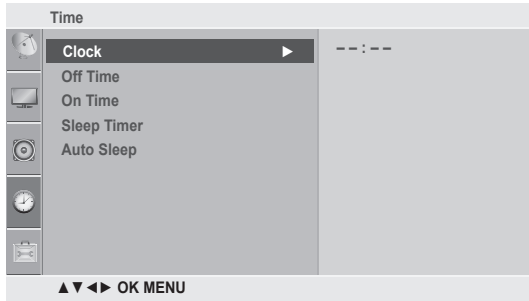 Time
Clock ▶ --:--
Off Time
On Time
Sleep Timer
Auto Sleep
▲▼◀▶ OK MENU